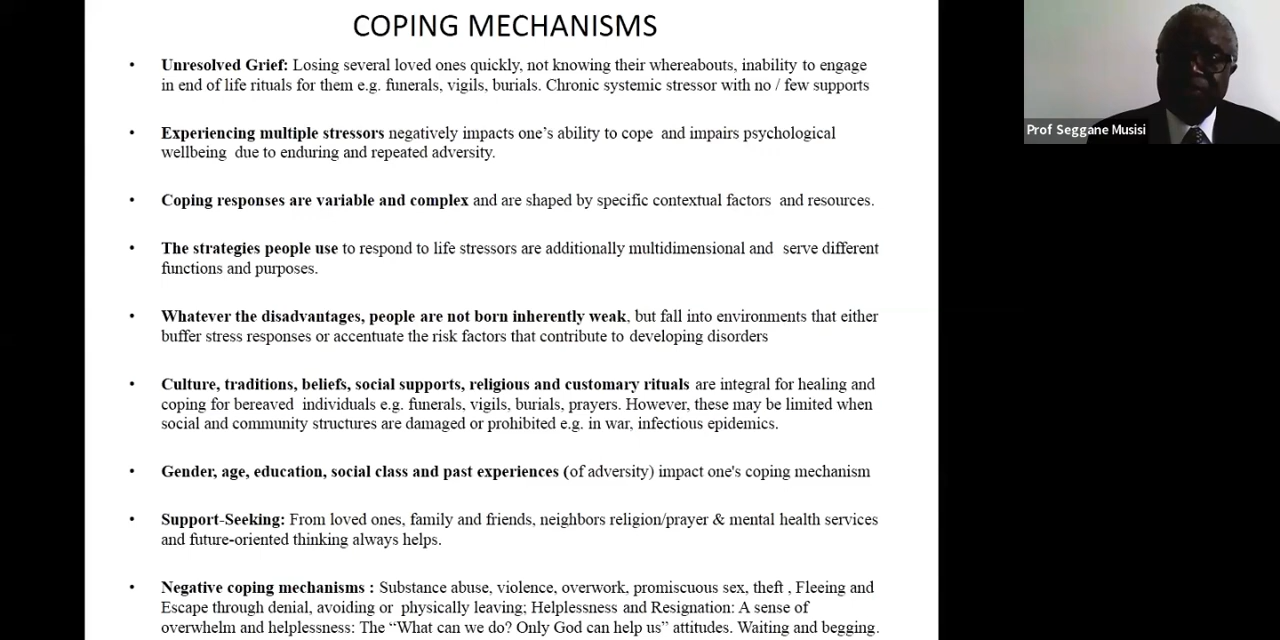 COPING MECHANISMS
• Unresolved Grief: Losing several loved ones quickly, not knowing their whereabouts, inability to engage
in end of life rituals for them e.g. funerals, vigils, burials. Chronic systemic stressor with no / few supports
• Experiencing multiple stressors negatively impacts one’s ability to cope and impairs psychological
wellbeing due to enduring and repeated adversity.
• Coping responses are variable and complex and are shaped by specific contextual factors and resources.
• The strategies people use to respond to life stressors are additionally multidimensional and serve different
functions and purposes.
• Whatever the disadvantages, people are not born inherently weak, but fall into environments that either
buffer stress responses or accentuate the risk factors that contribute to developing disorders
• Culture, traditions, beliefs, social supports, religious and customary rituals are integral for healing and
coping for bereaved individuals e.g. funerals, vigils, burials, prayers. However, these may be limited when
social and community structures are damaged or prohibited e.g. in war, infectious epidemics.
• Gender, age, education, social class and past experiences (of adversity) impact one's coping mechanism
• Support-Seeking: From loved ones, family and friends, neighbors religion/prayer & mental health services
and future-oriented thinking always helps.
• Negative coping mechanisms : Substance abuse, violence, overwork, promiscuous sex, theft , Fleeing and
Escape through denial, avoiding or physically leaving; Helplessness and Resignation: A sense of
overwhelm and helplessness: The “What can we do? Only God can help us” attitudes. Waiting and begging.
Prof Seggane Musisi